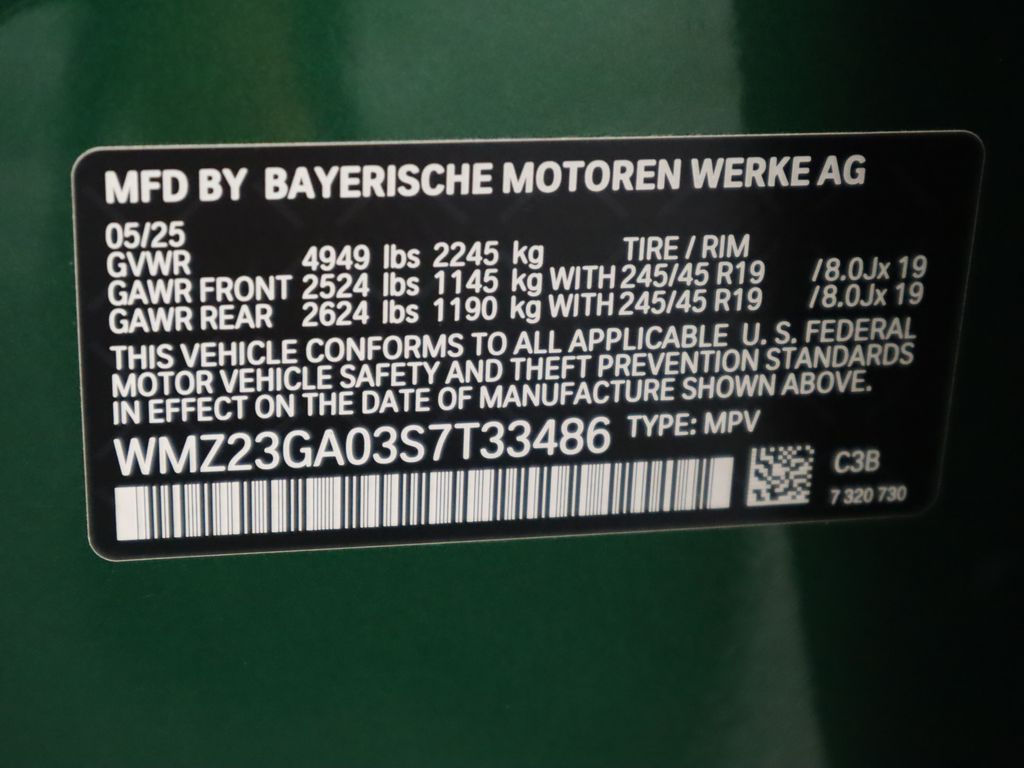 MFD BY BAYERISCHE MOTOREN WERKE AG
05/25
GVWR 4949 lbs 2245 kg TIRE / RIM
GAWR FRONT 2524 lbs 1145 kg WITH 245/45 R19 /8.0Jx 19
GAWR REAR 2624 lbs 1190 kg WITH 245/45 R19 /8.0Jx 19
THIS VEHICLE CONFORMS TO ALL APPLICABLE U. S. FEDERAL
MOTOR VEHICLE SAFETY AND THEFT PREVENTION STANDARDS
IN EFFECT ON THE DATE OF MANUFACTURE SHOWN ABOVE.
WMZ23GA03S7T33486 TYPE: MPV
C3B
7 320 730